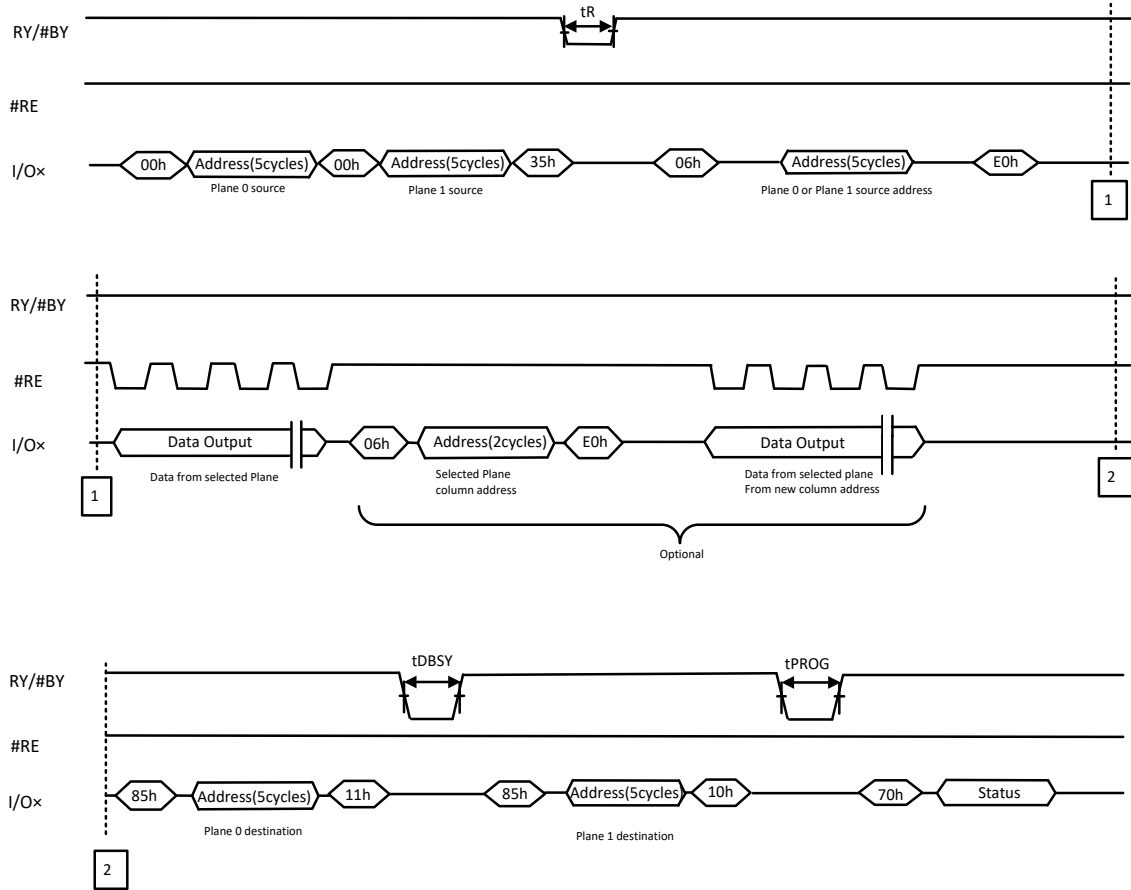 tR
RY/#BY
#RE
I/O×
00h Address(5cycles) 00h Address(5cycles) 35h 06h Address(5cycles) E0h
Plane 0 source Plane 1 source Plane 0 or Plane 1 source address
1
RY/#BY
#RE
I/O×
Data Output 06h Address(2cycles) E0h Data Output
Data from selected Plane Selected Plane Data from selected plane
column address From new column address
1
2
Optional
tDBSY tPROG
RY/#BY
#RE
I/O×
85h Address(5cycles) 11h 85h Address(5cycles) 10h 70h Status
Plane 0 destination Plane 1 destination
2